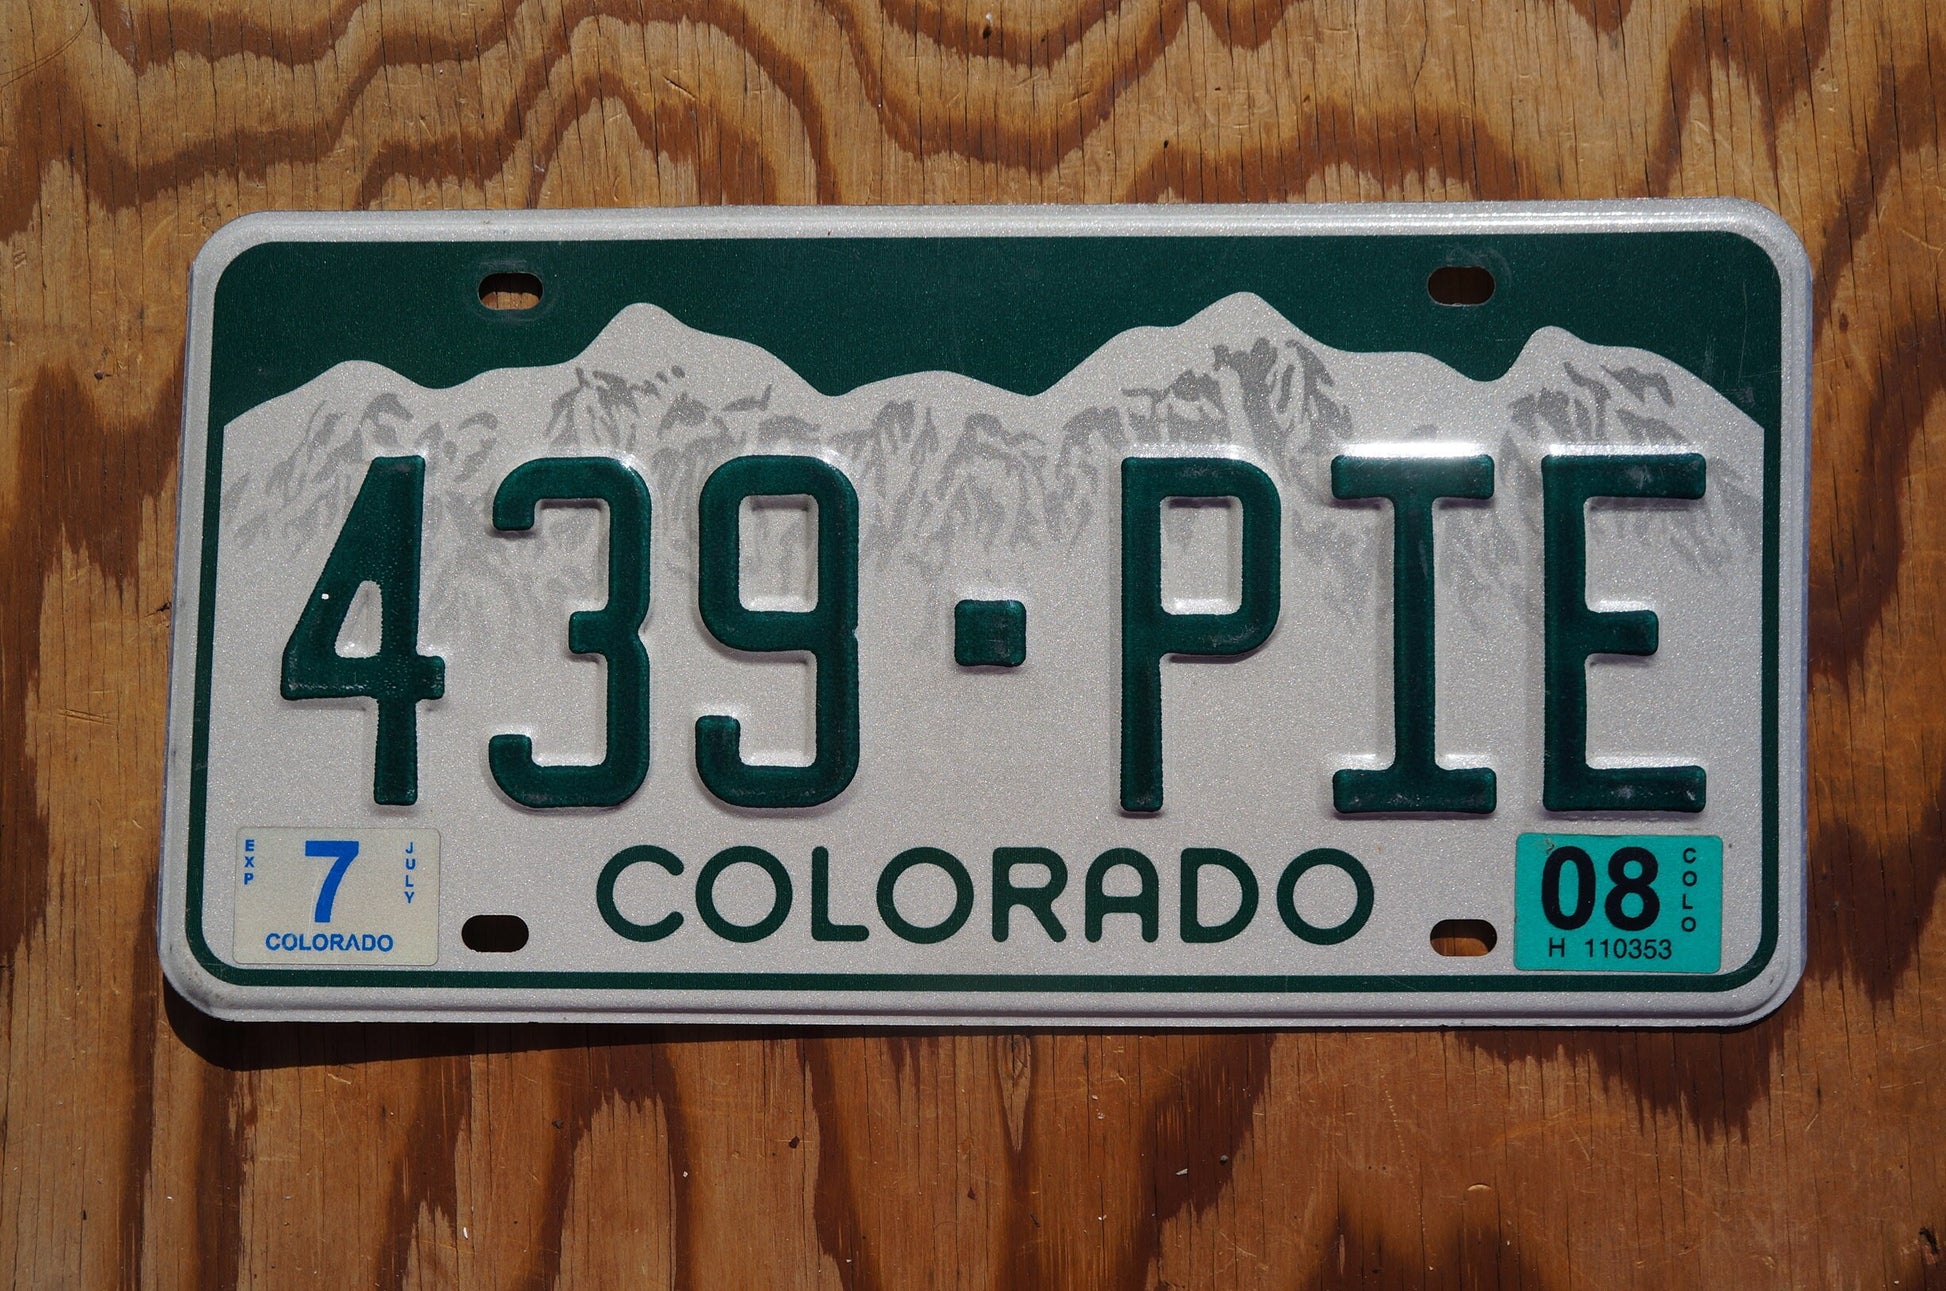 439·PIE
EXP
7
JULY
COLORADO
COLORADO
08
COLO
H 110353